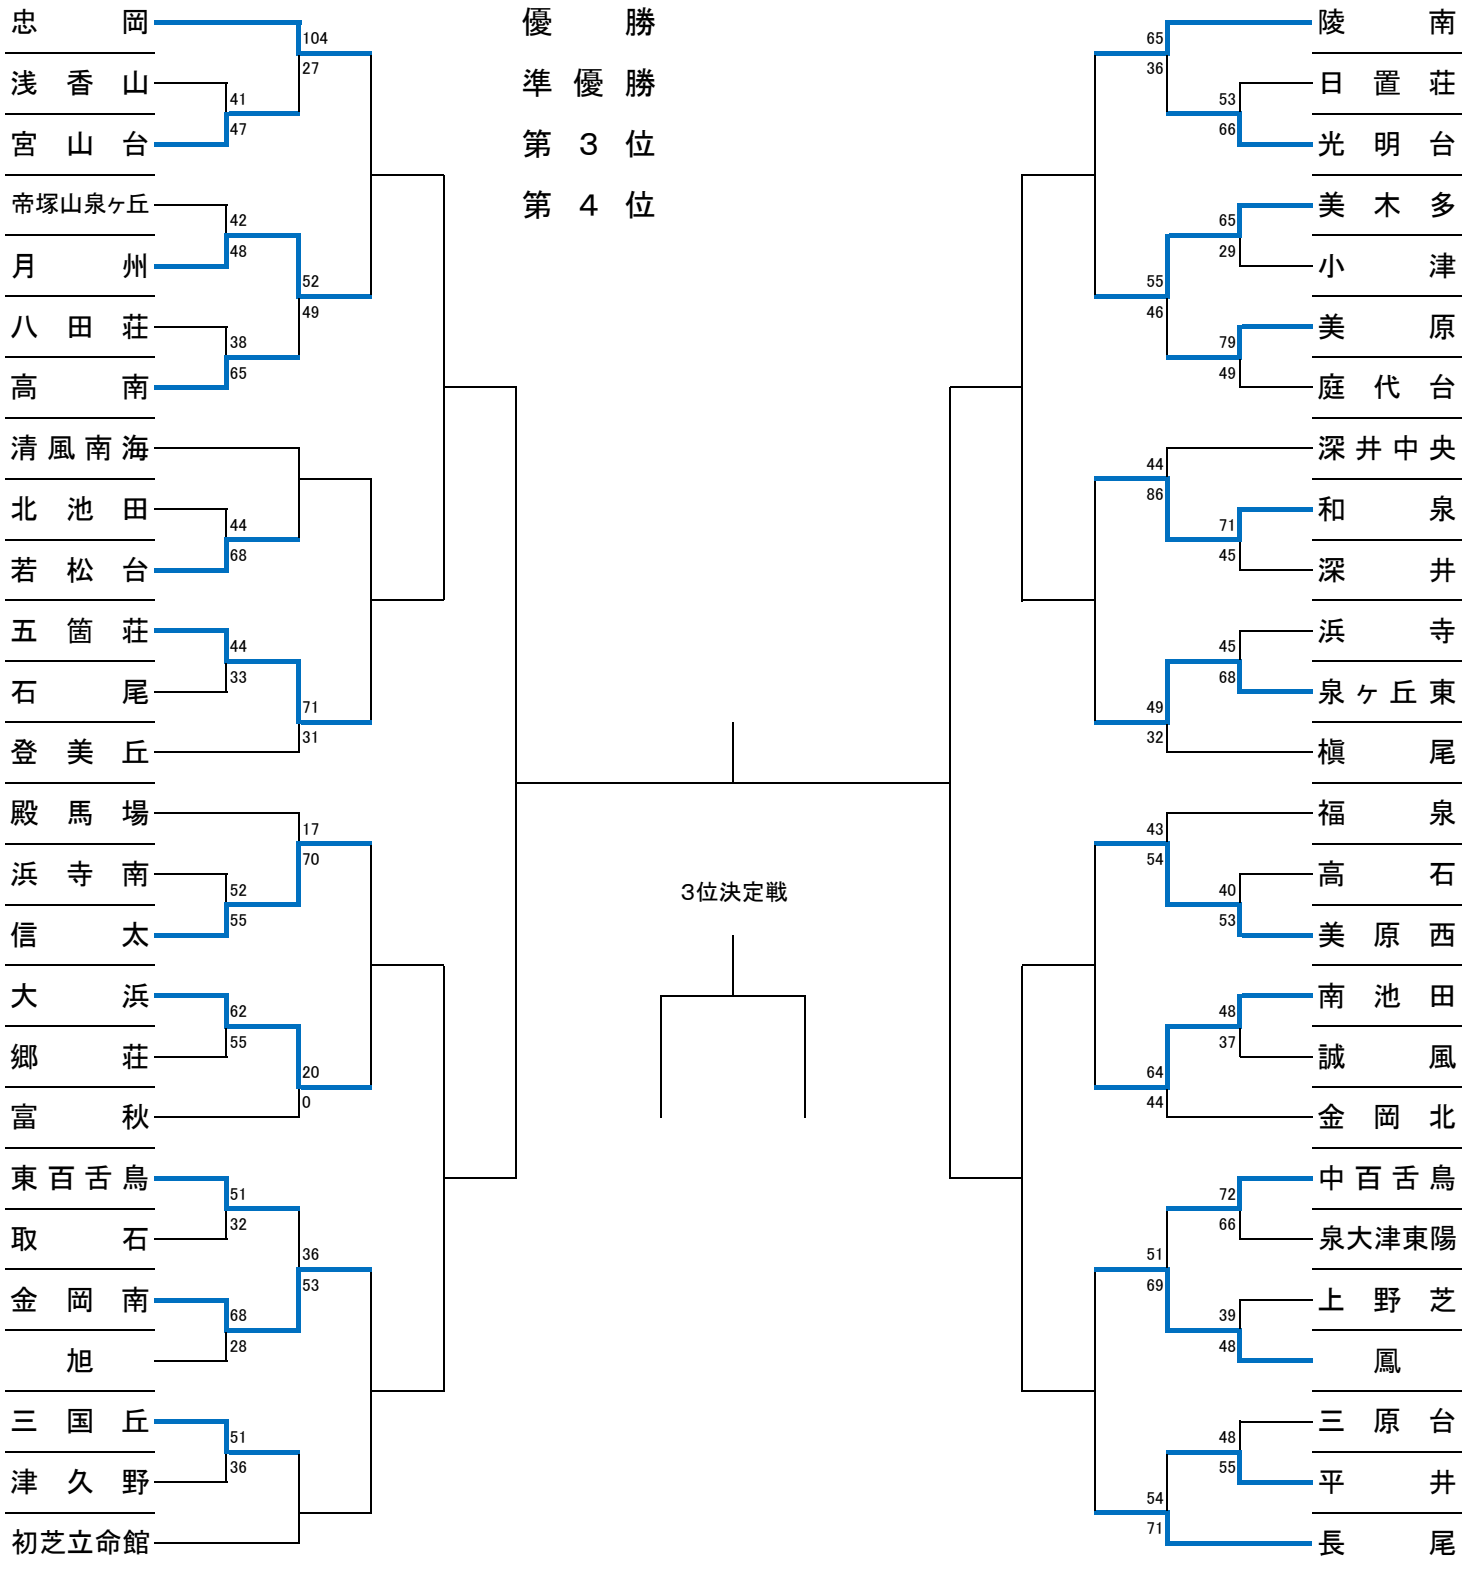 優勝
準優勝
第3位
第4位
忠岡
104
27
浅香山
41
47
宮山台
帝塚山泉ヶ丘
42
48
月州
52
49
八田荘
38
65
高南
清風南海
北池田
44
68
若松台
五箇荘
44
33
石尾
71
31
登美丘
殿馬場
17
70
浜寺南
52
55
信太
大浜
62
55
郷荘
20
0
富秋
東百舌鳥
51
32
取石
36
53
金岡南
68
28
旭
三国丘
51
36
津久野
初芝立命館
3位決定戦
陵南
65
36
日置荘
53
66
光明台
美木多
65
29
小津
55
46
美原
79
49
庭代台
深井中央
44
86
和泉
71
45
深井
浜寺
45
68
泉ヶ丘東
49
32
槇尾
福泉
43
54
高石
40
53
美原西
南池田
48
37
誠風
64
44
金岡北
中百舌鳥
72
66
泉大津東陽
51
69
上野芝
39
48
鳳
三原台
48
55
平井
54
71
長尾